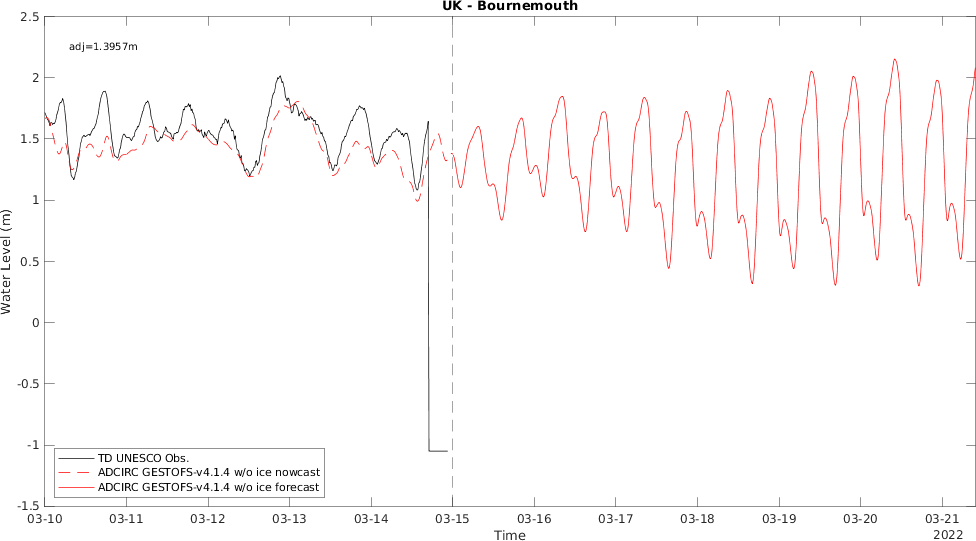 UK - Bournemouth
2.5
adj=1.3957m
2
1.5
1
0.5
0
-0.5
-1
-1.5
Water Level (m)
TD UNESCO Obs.
ADCIRC GESTOFS-v4.1.4 w/o ice nowcast
ADCIRC GESTOFS-v4.1.4 w/o ice forecast
03-10 03-11 03-12 03-13 03-14 03-15 03-16 03-17 03-18 03-19 03-20 03-21
Time
2022